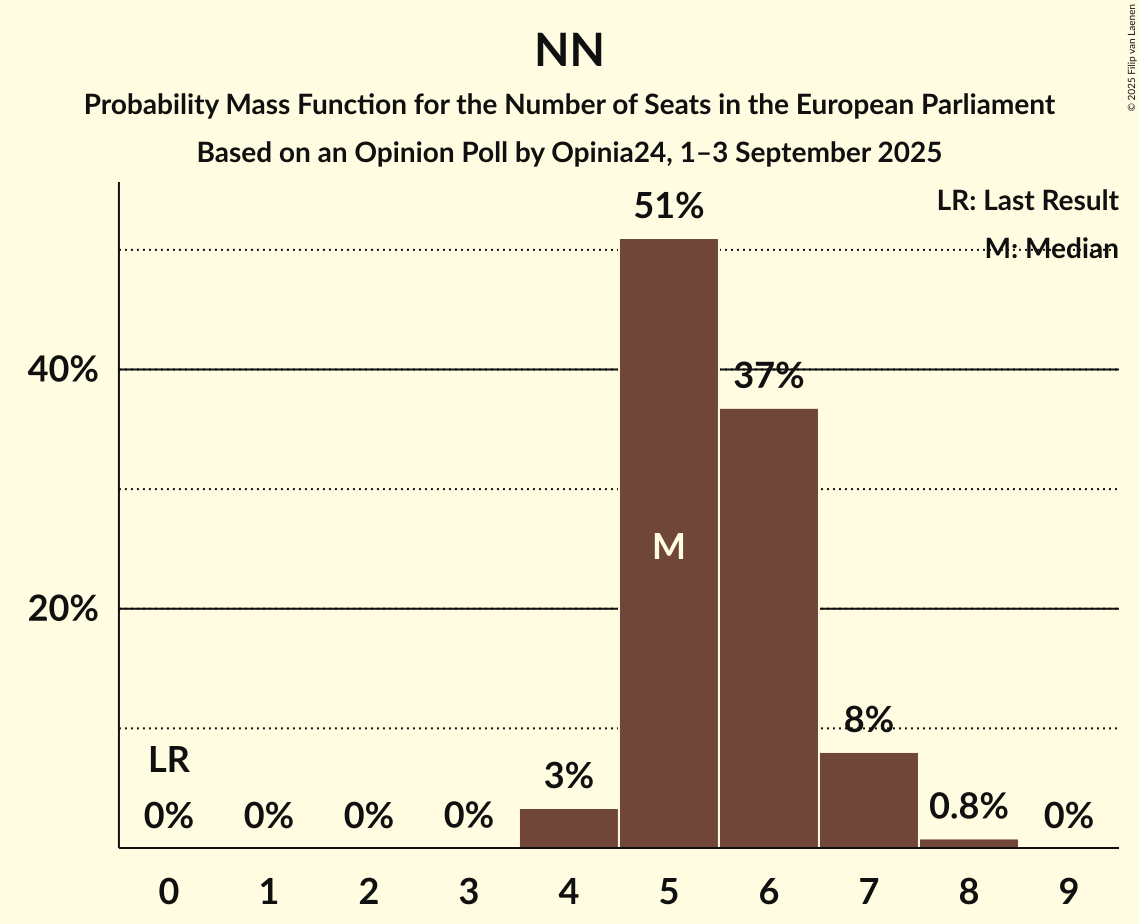 NN
Probability Mass Function for the Number of Seats in the European Parliament
Based on an Opinion Poll by Opinia24, 1–3 September 2025
© 2025 Filip van Laenen
LR: Last Result
M: Median
51%
40%
37%
M
20%
8%
LR
3%
0%
0%
0%
0%
0.8%
0%
0 1 2 3 4 5 6 7 8 9